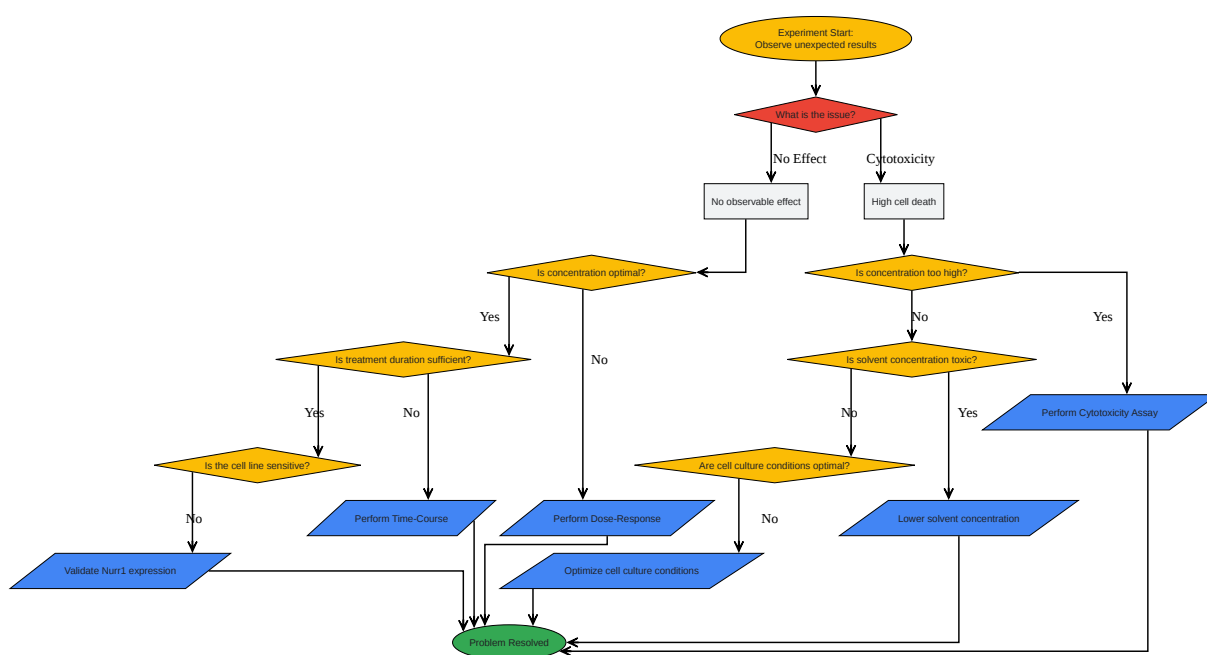 Experiment Start:
Observe unexpected results
What is the issue?
No Effect
Cytotoxicity
No observable effect
High cell death
Is concentration optimal?
Is concentration too high?
Yes
No
Yes
Is treatment duration sufficient?
No
Is solvent concentration toxic?
Yes
No
No
Yes
Perform Cytotoxicity Assay
Is the cell line sensitive?
Are cell culture conditions optimal?
No
Perform Time-Course
Perform Dose-Response
No
Lower solvent concentration
Validate Nurr1 expression
Optimize cell culture conditions
Problem Resolved